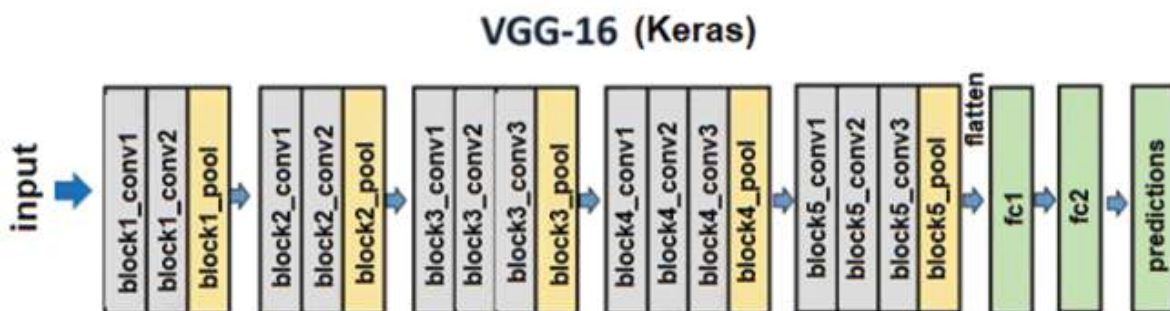 VGG-16 (Keras)
input
block1_conv1
block1_conv2
block1_pool
block2_conv1
block2_conv2
block2_pool
block3_conv1
block3_conv2
block3_conv3
block3_pool
block4_conv1
block4_conv2
block4_conv3
block4_pool
block5_conv1
block5_conv2
block5_conv3
block5_pool
flatten
fc1
fc2
predictions